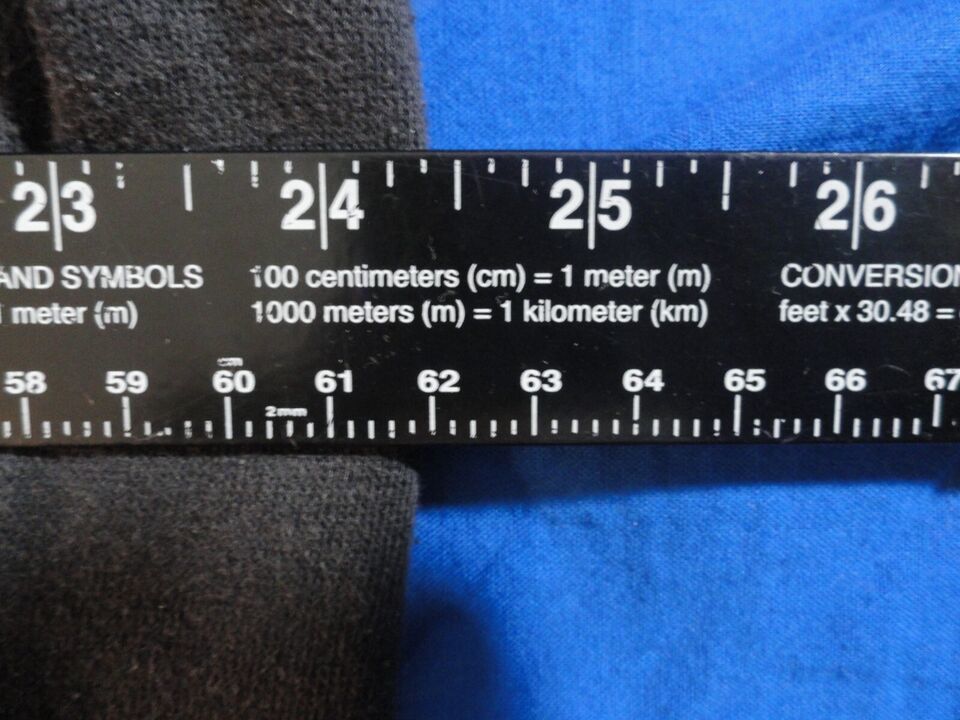 23 24 25 26
AND SYMBOLS 100 centimeters (cm) = 1 meter (m) CONVERSION
1 meter (m) 1000 meters (m) = 1 kilometer (km) feet x 30.48 =
cm
58 59 60 61 62 63 64 65 66 67
2mm